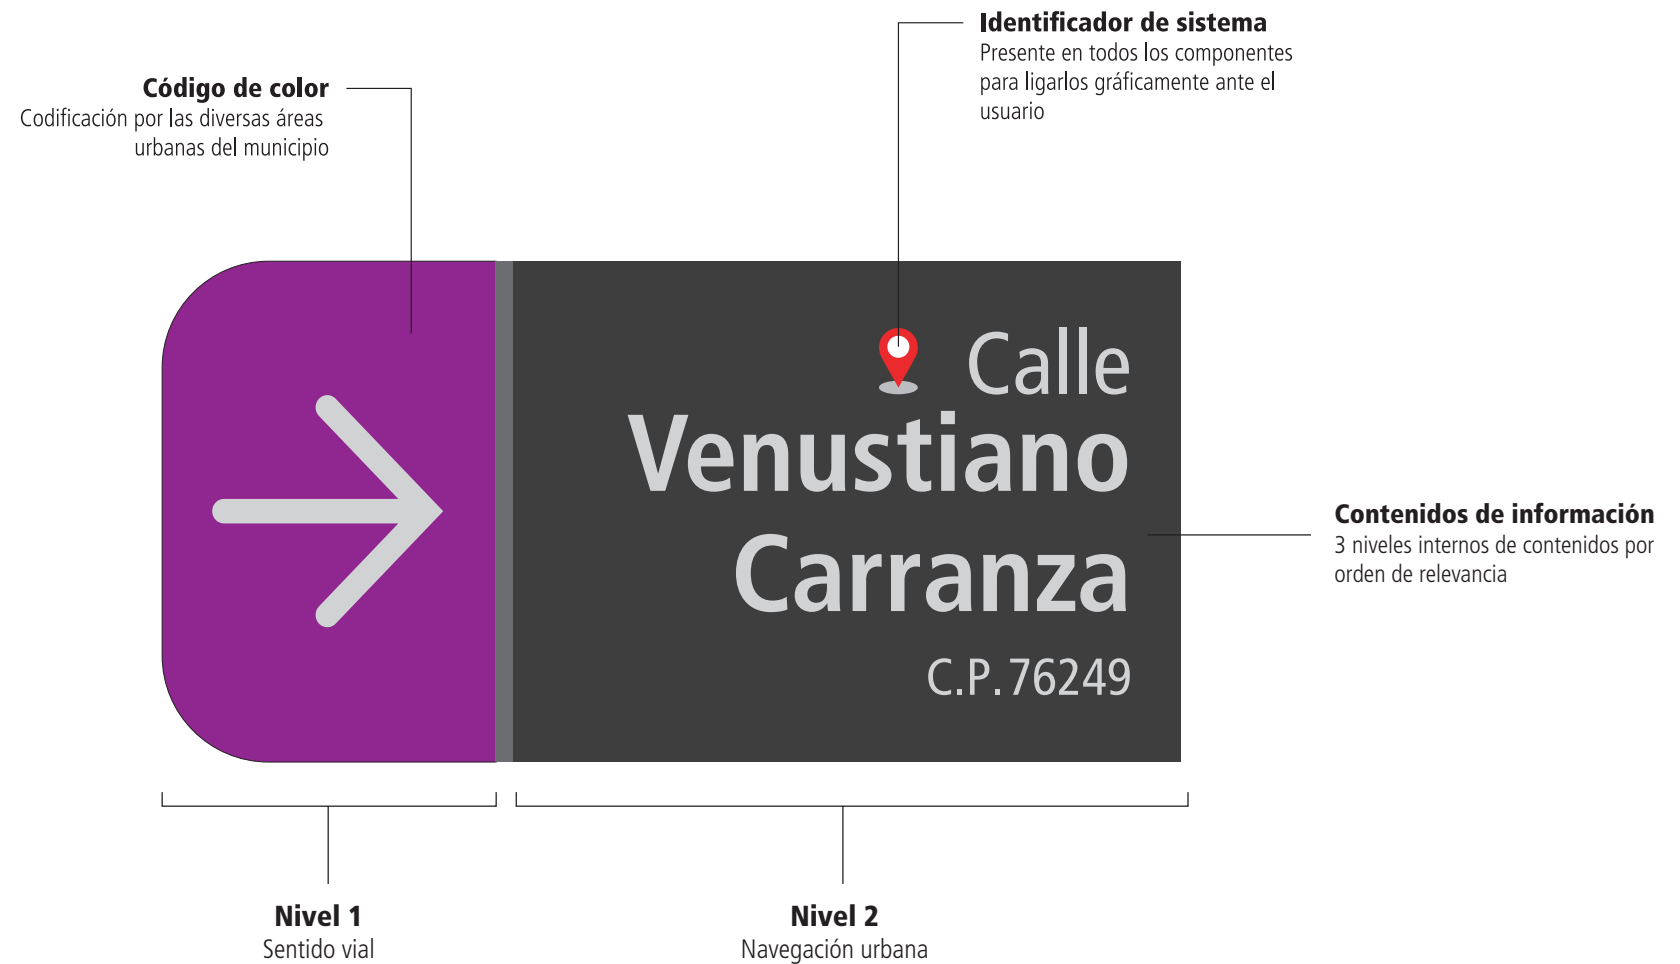 Identificador de sistema
Presente en todos los componentes
para ligarlos gráficamente ante el
usuario
Código de color
Codificación por las diversas áreas
urbanas del municipio
Calle
Venustiano
Carranza
C.P. 76249
Contenidos de información
3 niveles internos de contenidos por
orden de relevancia
Nivel 1
Sentido vial
Nivel 2
Navegación urbana